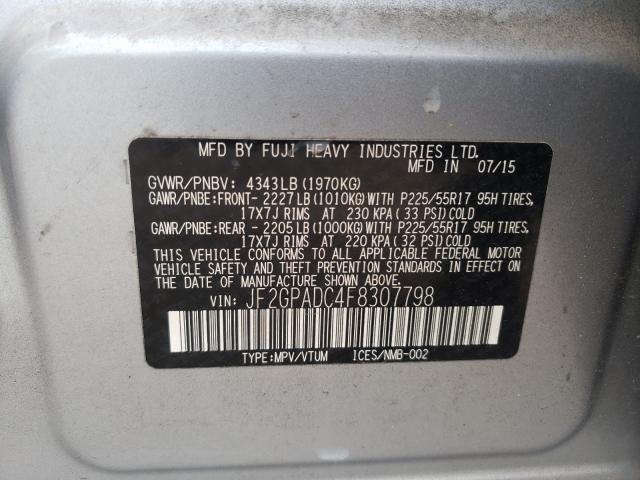 MFD BY FUJI HEAVY INDUSTRIES LTD.
MFD IN 07/15
GVWR/PNBV: 4343LB(1970KG)
GAWR/PNBE:FRONT- 2227LB(1010KG)WITH P225/55R17 95H TIRES,
17X7J RIMS AT 230 KPA(33 PSI)COLD
GAWR/PNBE:REAR -2205LB(1000KG)WITH P225/55R17 95H TIRES,
17X7J RIMS AT 220 KPA(32 PSI)COLD
THIS VEHICLE CONFORMS TO ALL APPLICABLE FEDERAL MOTOR
VEHICLE SAFETY AND THEFT PREVENTION STANDARDS IN EFFECT ON
THE DATE OF MANUFACTURE SHOWN ABOVE.
VIN: JF2GPADC4F8307798
TYPE:MPV/VTUM ICES/NMB-002